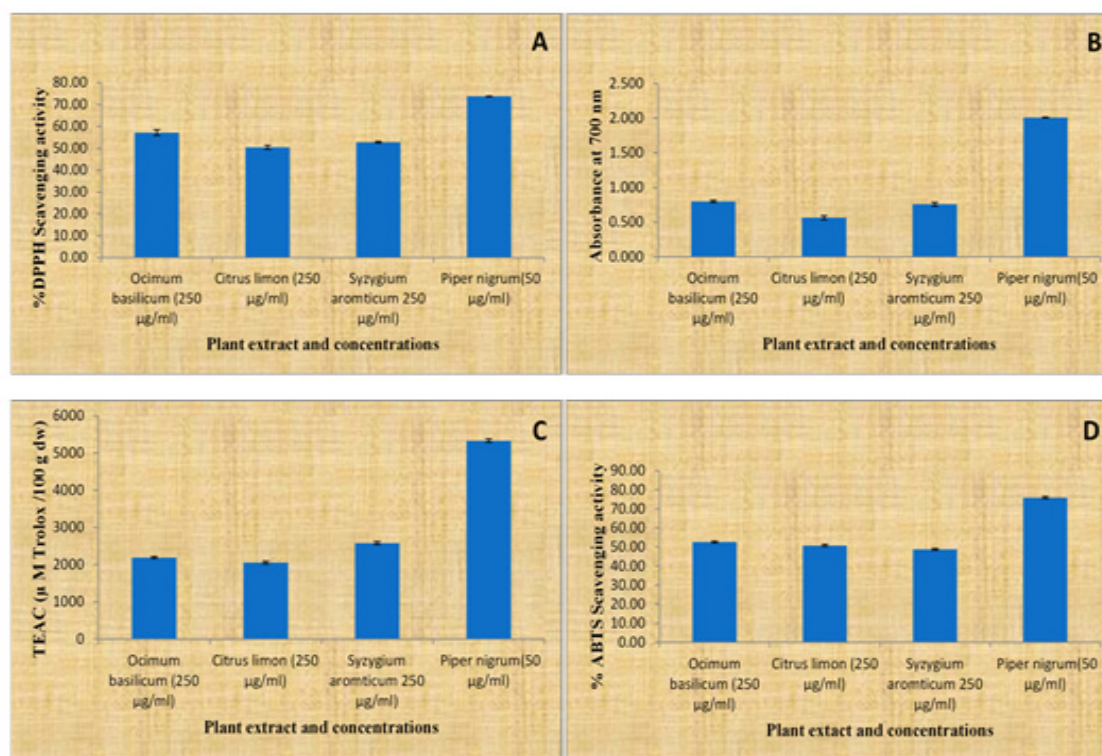 A
%DPPH Scavenging activity
80.00
70.00
60.00
50.00
40.00
30.00
20.00
10.00
0.00
Ocimum
basilicum (250
µg/ml)
Citrus limon (250
µg/ml)
Syzygium
aromticum 250
µg/ml)
Piper nigrum(50
µg/ml)
Plant extract and concentrations
B
Absorbance at 700 nm
2.500
2.000
1.500
1.000
0.500
0.000
Ocimum
basilicum (250
µg/ml)
Citrus limon (250
µg/ml)
Syzygium
aromticum 250
µg/ml)
Piper nigrum(50
µg/ml)
Plant extract and concentrations
C
TEAC (µ M Trolox /100 g dw)
6000
5000
4000
3000
2000
1000
0
Ocimum
basilicum (250
µg/ml)
Citrus limon (250
µg/ml)
Syzygium
aromticum 250
µg/ml)
Piper nigrum(50
µg/ml)
Plant extract and concentrations
D
% ABTS Scavenging activity
90.00
80.00
70.00
60.00
50.00
40.00
30.00
20.00
10.00
0.00
Ocimum
basilicum (250
µg/ml)
Citrus limon (250
µg/ml)
Syzygium
aromticum 250
µg/ml)
Piper nigrum(50
µg/ml)
Plant extact and concentrations